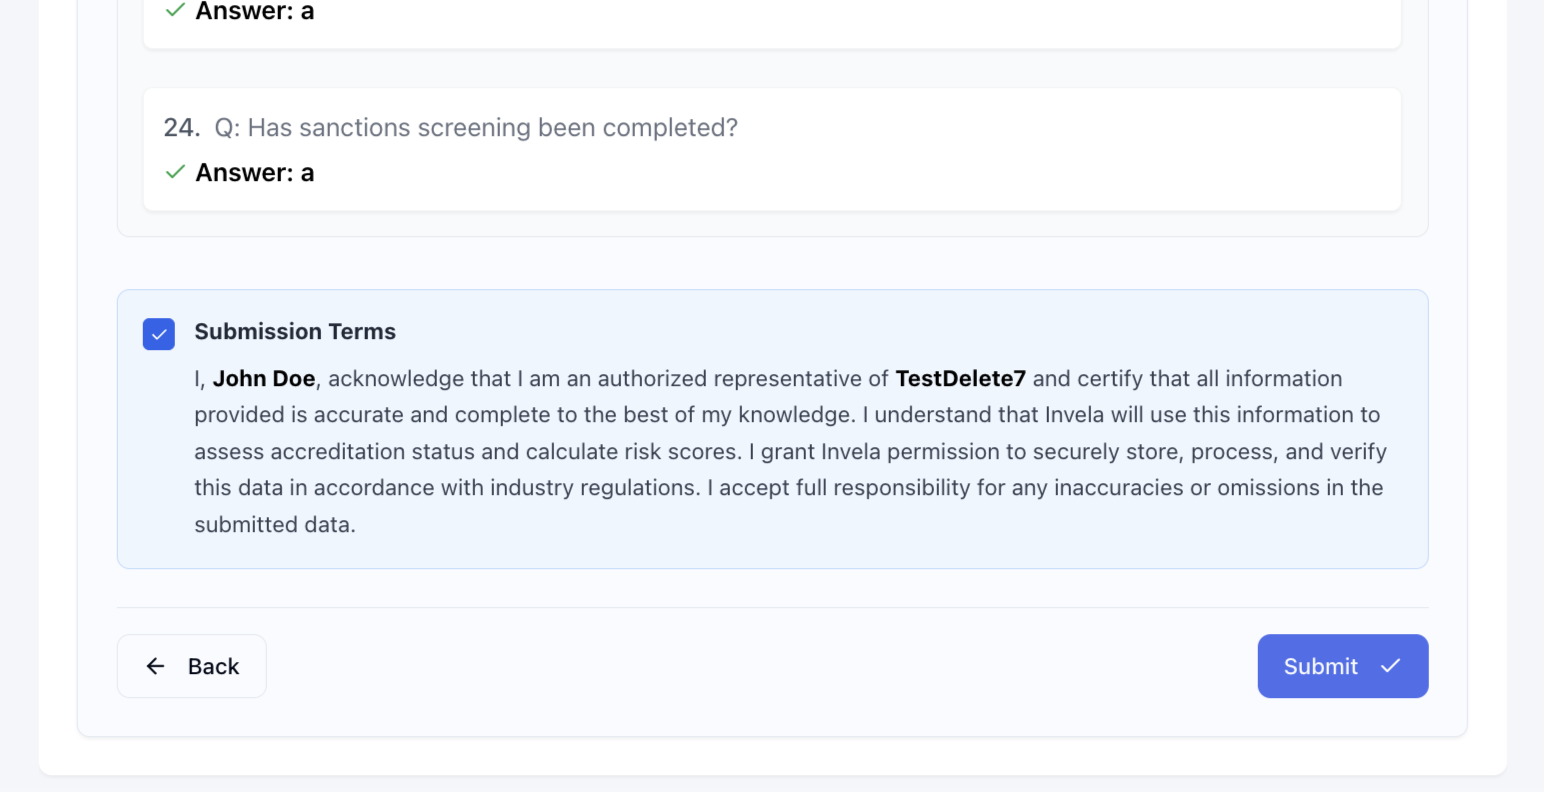 Answer: a
24. Q: Has sanctions screening been completed?
Answer: a
Submission Terms
I, John Doe, acknowledge that I am an authorized representative of TestDelete7 and certify that all information
provided is accurate and complete to the best of my knowledge. I understand that Invela will use this information to
assess accreditation status and calculate risk scores. I grant Invela permission to securely store, process, and verify
this data in accordance with industry regulations. I accept full responsibility for any inaccuracies or omissions in the
submitted data.
Back
Submit